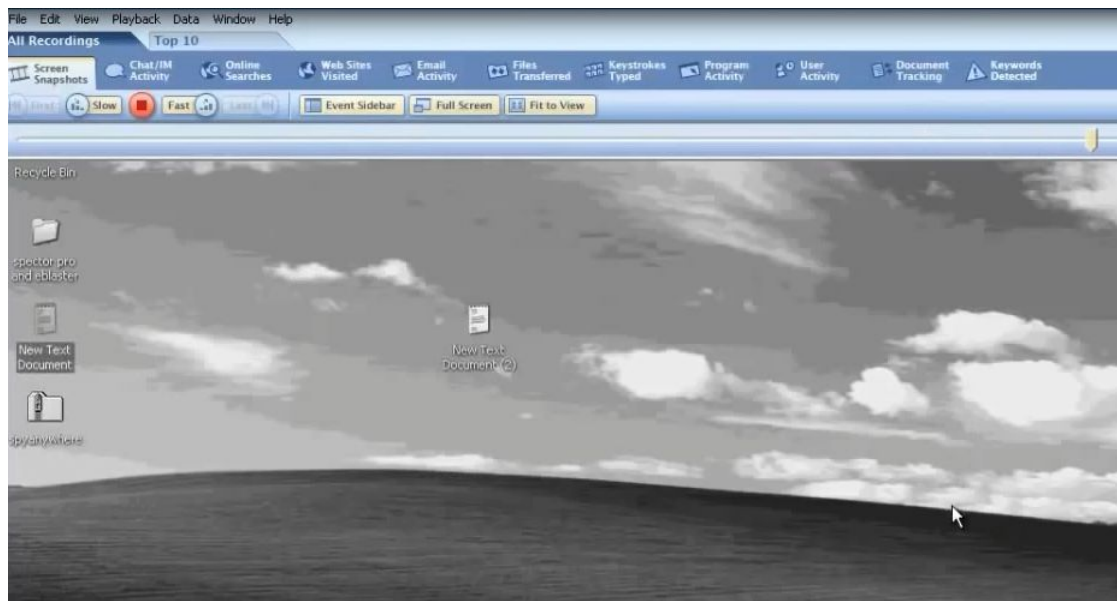 File Edit View Playback Data Window Help
All Recordings Top 10
Screen Snapshots
Chat/IM Activity
Online Searches
Web Sites Visited
Email Activity
Files Transferred
Keystrokes Typed
Program Activity
User Activity
Document Tracking
Keywords Detected
First Slow Fast Last Event Sidebar Full Screen Fit to View
Recycle Bin
spector pro
and eblaster
New Text
Document
New Text
Document (2)
spyanywhere